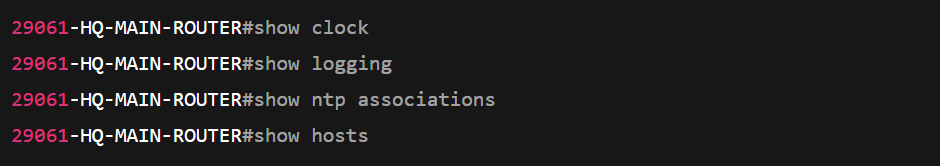 29061-HQ-MAIN-ROUTER#show clock
29061-HQ-MAIN-ROUTER#show logging
29061-HQ-MAIN-ROUTER#show ntp associations
29061-HQ-MAIN-ROUTER#show hosts